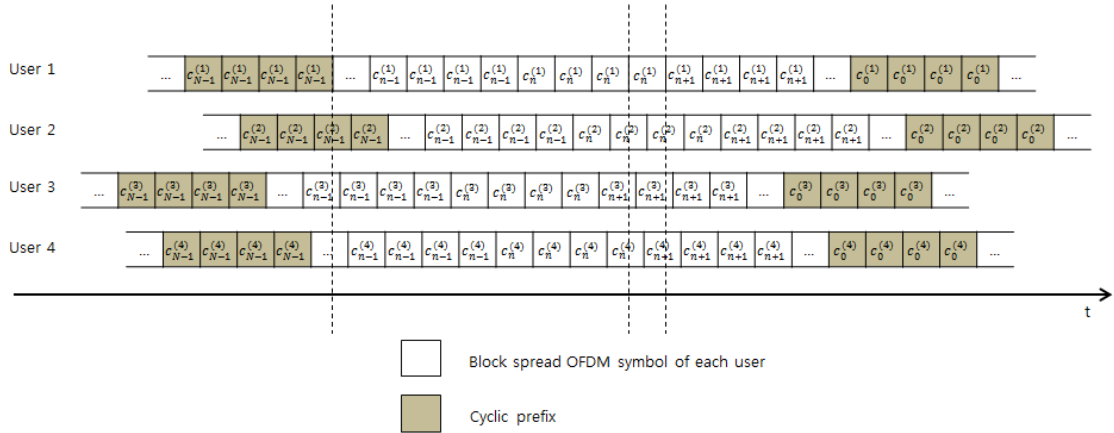 User 1 ... c_{N-1}^{(1)} c_{N-1}^{(1)} c_{N-1}^{(1)} c_{N-1}^{(1)} ... c_{n-1}^{(1)} c_{n-1}^{(1)} c_{n-1}^{(1)} c_{n-1}^{(1)} c_n^{(1)} c_n^{(1)} c_n^{(1)} c_n^{(1)} c_{n+1}^{(1)} c_{n+1}^{(1)} c_{n+1}^{(1)} c_{n+1}^{(1)} ... c_0^{(1)} c_0^{(1)} c_0^{(1)} c_0^{(1)} ...
User 2 ... c_{N-1}^{(2)} c_{N-1}^{(2)} c_{N-1}^{(2)} c_{N-1}^{(2)} ... c_{n-1}^{(2)} c_{n-1}^{(2)} c_{n-1}^{(2)} c_{n-1}^{(2)} c_n^{(2)} c_n^{(2)} c_n^{(2)} c_n^{(2)} c_{n+1}^{(2)} c_{n+1}^{(2)} c_{n+1}^{(2)} c_{n+1}^{(2)} ... c_0^{(2)} c_0^{(2)} c_0^{(2)} c_0^{(2)} ...
User 3 ... c_{N-1}^{(3)} c_{N-1}^{(3)} c_{N-1}^{(3)} c_{N-1}^{(3)} ... c_{n-1}^{(3)} c_{n-1}^{(3)} c_{n-1}^{(3)} c_{n-1}^{(3)} c_n^{(3)} c_n^{(3)} c_n^{(3)} c_n^{(3)} c_{n+1}^{(3)} c_{n+1}^{(3)} c_{n+1}^{(3)} c_{n+1}^{(3)} ... c_0^{(3)} c_0^{(3)} c_0^{(3)} c_0^{(3)} ...
User 4 ... c_{N-1}^{(4)} c_{N-1}^{(4)} c_{N-1}^{(4)} c_{N-1}^{(4)} ... c_{n-1}^{(4)} c_{n-1}^{(4)} c_{n-1}^{(4)} c_{n-1}^{(4)} c_n^{(4)} c_n^{(4)} c_n^{(4)} c_n^{(4)} c_{n+1}^{(4)} c_{n+1}^{(4)} c_{n+1}^{(4)} c_{n+1}^{(4)} ... c_0^{(4)} c_0^{(4)} c_0^{(4)} c_0^{(4)} ...
t
Block spread OFDM symbol of each user
Cyclic prefix